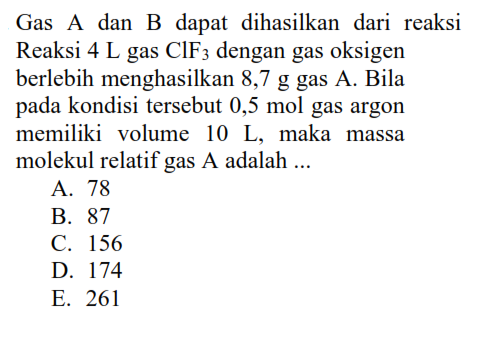 Gas A dan B dapat dihasilkan dari reaksi
Reaksi 4 L gas ClF₃ dengan gas oksigen
berlebih menghasilkan 8,7 g gas A. Bila
pada kondisi tersebut 0,5 mol gas argon
memiliki volume 10 L, maka massa
molekul relatif gas A adalah ...
A. 78
B. 87
C. 156
D. 174
E. 261